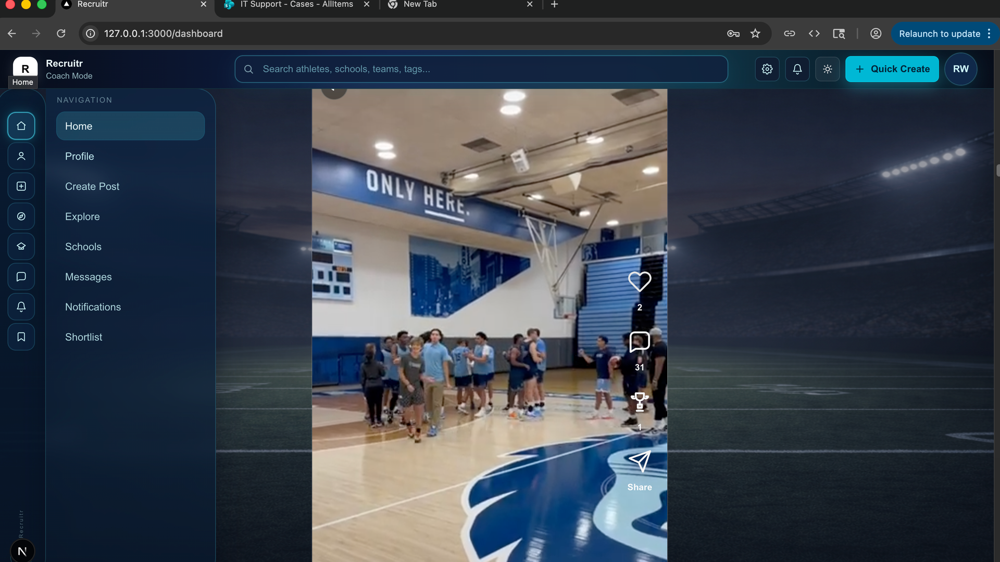 Recruitr
IT Support - Cases - AllItems
New Tab
127.0.0.1:3000/dashboard
Relaunch to update
R
Recruitr
Coach Mode
Home
Search athletes, schools, teams, tags...
+ Quick Create
RW
NAVIGATION
Home
Profile
Create Post
Explore
Schools
Messages
Notifications
Shortlist
ONLY HERE.
2
31
1
Share
Recruitr
N